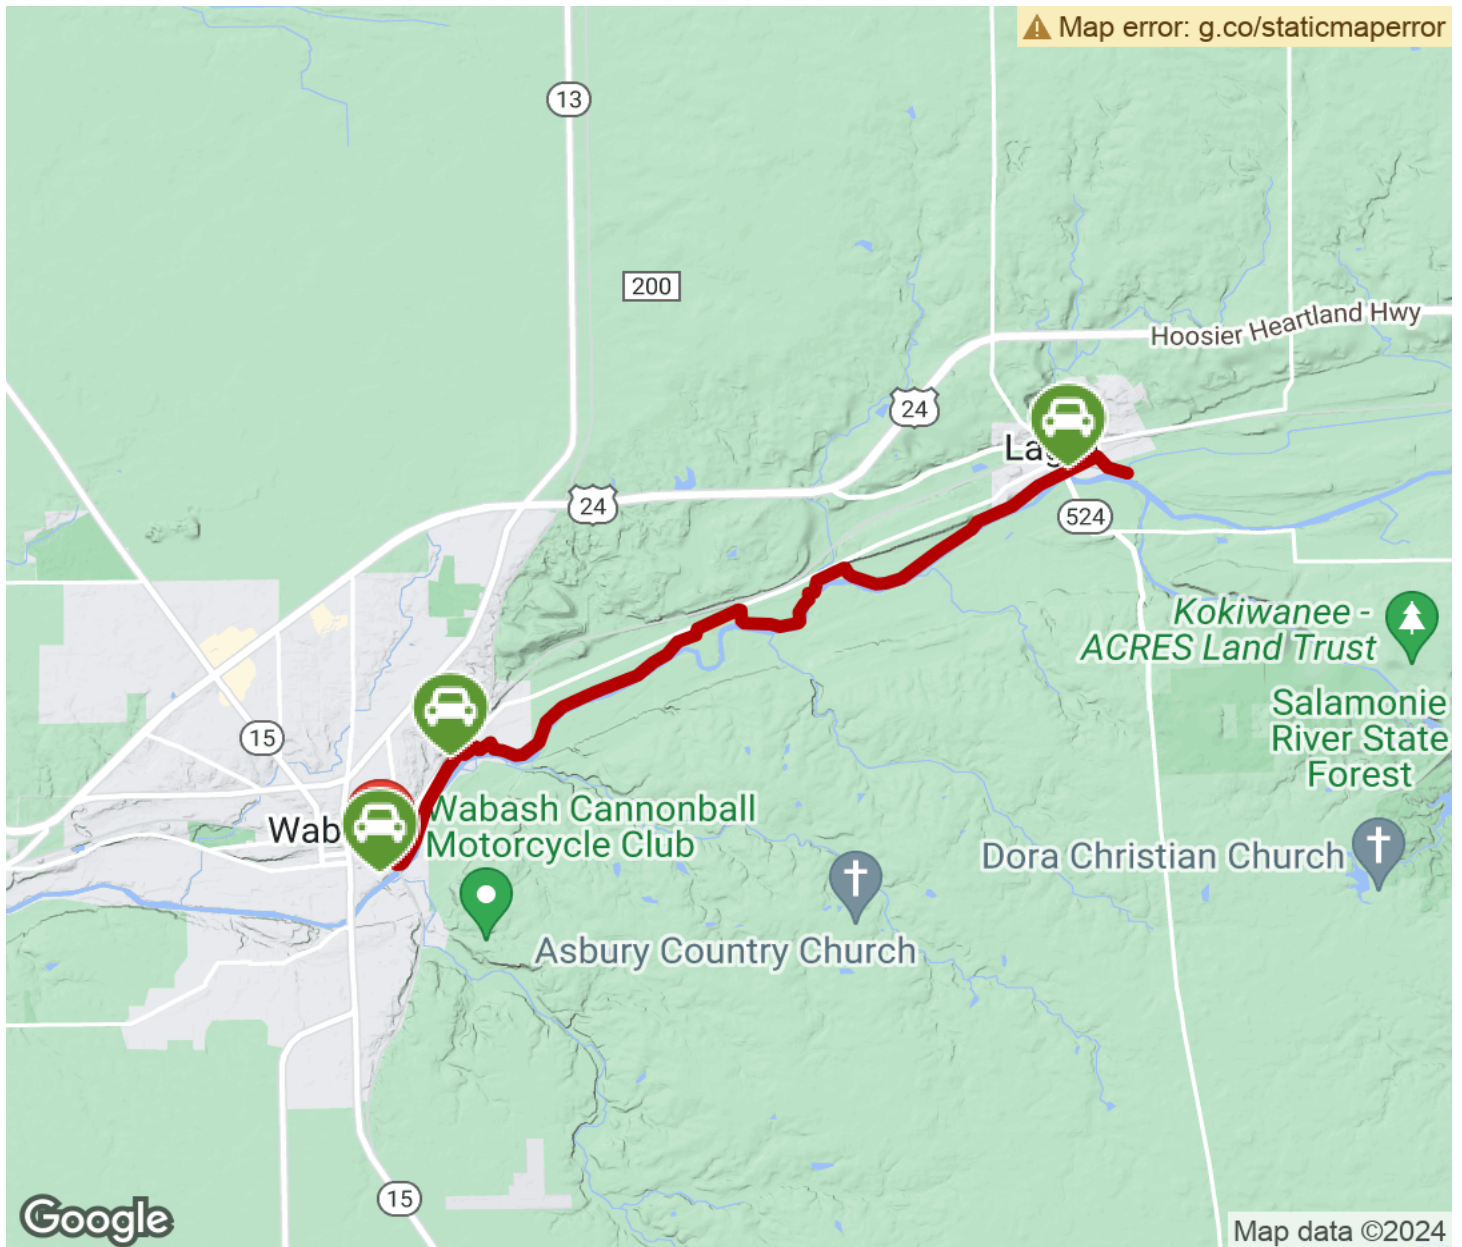 Map error: g.co/staticmaperror
13
200
Hoosier Heartland Hwy
24
La
24
524
Kokiwanee -
ACRES Land Trust
Salamonie
River State
Forest
15
Wabash Cannonball
Motorcycle Club
Wab
Dora Christian Church
Asbury Country Church
15
Google
Map data ©2024